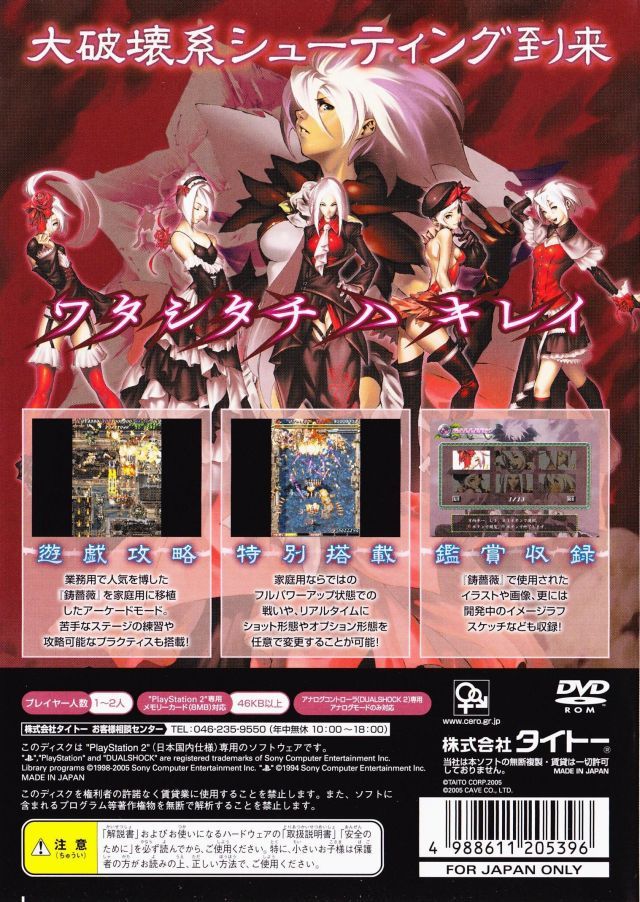 大破壊系シューティング到来
ワタシタチ ハ キレイ
遊戯攻略
業務用で人気を博した
『鋳薔薇』を家庭用に移植
したアーケードモード。
苦手なステージの練習や
攻略可能なプラクティスも搭載!
特別搭載
家庭用ならではの
フルパワーアップ状態での
戦いや、リアルタイムに
ショット形態やオプション形態を
任意で変更することが可能!
鑑賞収録
1/13
『鋳薔薇』で使用された
イラストや画像、更には
開発中のイメージラフ
スケッチなども収録!
プレイヤー人数 1〜2人
"PlayStation 2"専用
メモリーカード(8MB)対応
46KB以上
アナログコントローラ(DUALSHOCK 2)専用
アナログモードのみ対応
www.cero.gr.jp
DVD
ROM
株式会社タイトー お客様相談センター TEL:046-235-9550 (年中無休 10:00〜18:00)
このディスクは "PlayStation 2" (日本国内仕様) 専用のソフトウェアです。
" ","PlayStation" and "DUALSHOCK" are registered trademarks of Sony Computer Entertainment Inc.
Library programs ©1998-2005 Sony Computer Entertainment Inc. " " ©1994 Sony Computer Entertainment Inc.
MADE IN JAPAN
このディスクを権利者の許諾なく賃貸業に使用することを禁止します。また、ソフトに
含まれるプログラム等著作権物を無断で解析することを禁止します。
株式会社 タイトー ®
当社は本ソフトの無断複製・賃貸は一切許可
しておりません。
©TAITO CORP.2005
©2005 CAVE CO., LTD.
MADE IN JAPAN
注意
(ちゅうい)
「解説書」およびお使いになるハードウェアの「取扱説明書」「安全の
ために」を必ず読んでから、ご使用ください。特に、小さいお子様は保護
者の方がお読みの上、正しい方法で、ご使用ください。
4 988611 205396
FOR JAPAN ONLY